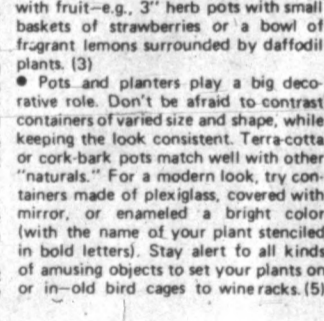 with fruit—e.g., 3'' herb pots with small
baskets of strawberries or a bowl of
fragrant lemons surrounded by daffodil
plants. (3)
● Pots and planters play a big deco-
rative role. Don't be afraid to contrast
containers of varied size and shape, while
keeping the look consistent. Terra-cotta
or cork-bark pots match well with other
"naturals." For a modern look, try con-
tainers made of plexiglass, covered with
mirror, or enameled a bright color
(with the name of your plant stenciled
in bold letters). Stay alert to all kinds
of amusing objects to set your plants on
or in—old bird cages to wine racks. (5)